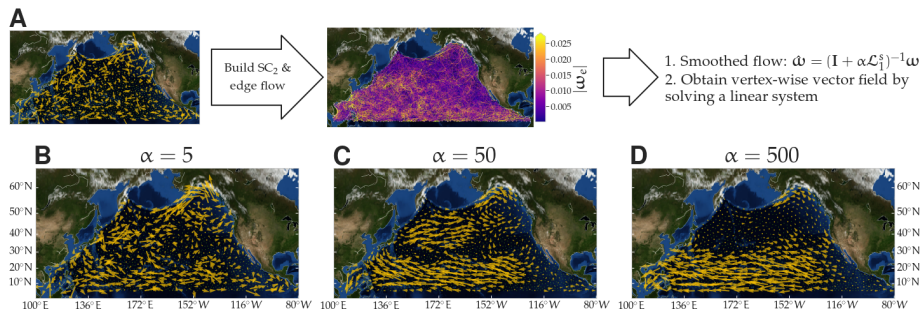 A
Build SC₂ &
edge flow
0.025
0.020
0.015
0.010
0.005
|ω_e|
1. Smoothed flow: ω̂ = (I + αℒ₁ˢ)⁻¹ω
2. Obtain vertex-wise vector field by
solving a linear system
B α = 5
C α = 50
D α = 500
60°N
50°N
40°N
30°N
20°N
10°N
60°N
50°N
40°N
30°N
20°N
10°N
100°E 136°E 172°E 152°W 116°W 80°W
100°E 136°E 172°E 152°W 116°W 80°W
100°E 136°E 172°E 152°W 116°W 80°W